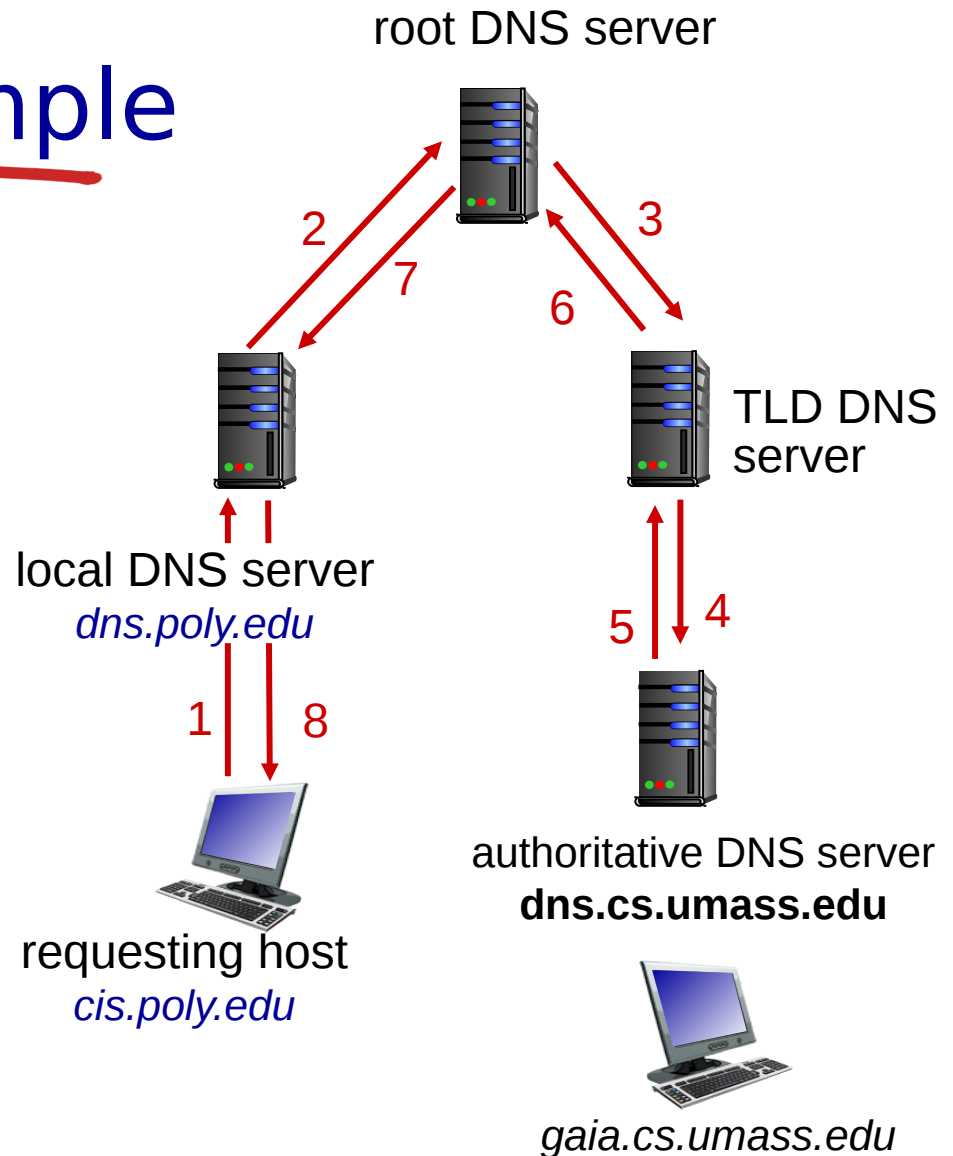 root DNS server
2
7
3
6
TLD DNS
server
local DNS server
dns.poly.edu
5
4
1
8
authoritative DNS server
dns.cs.umass.edu
requesting host
cis.poly.edu
gaia.cs.umass.edu